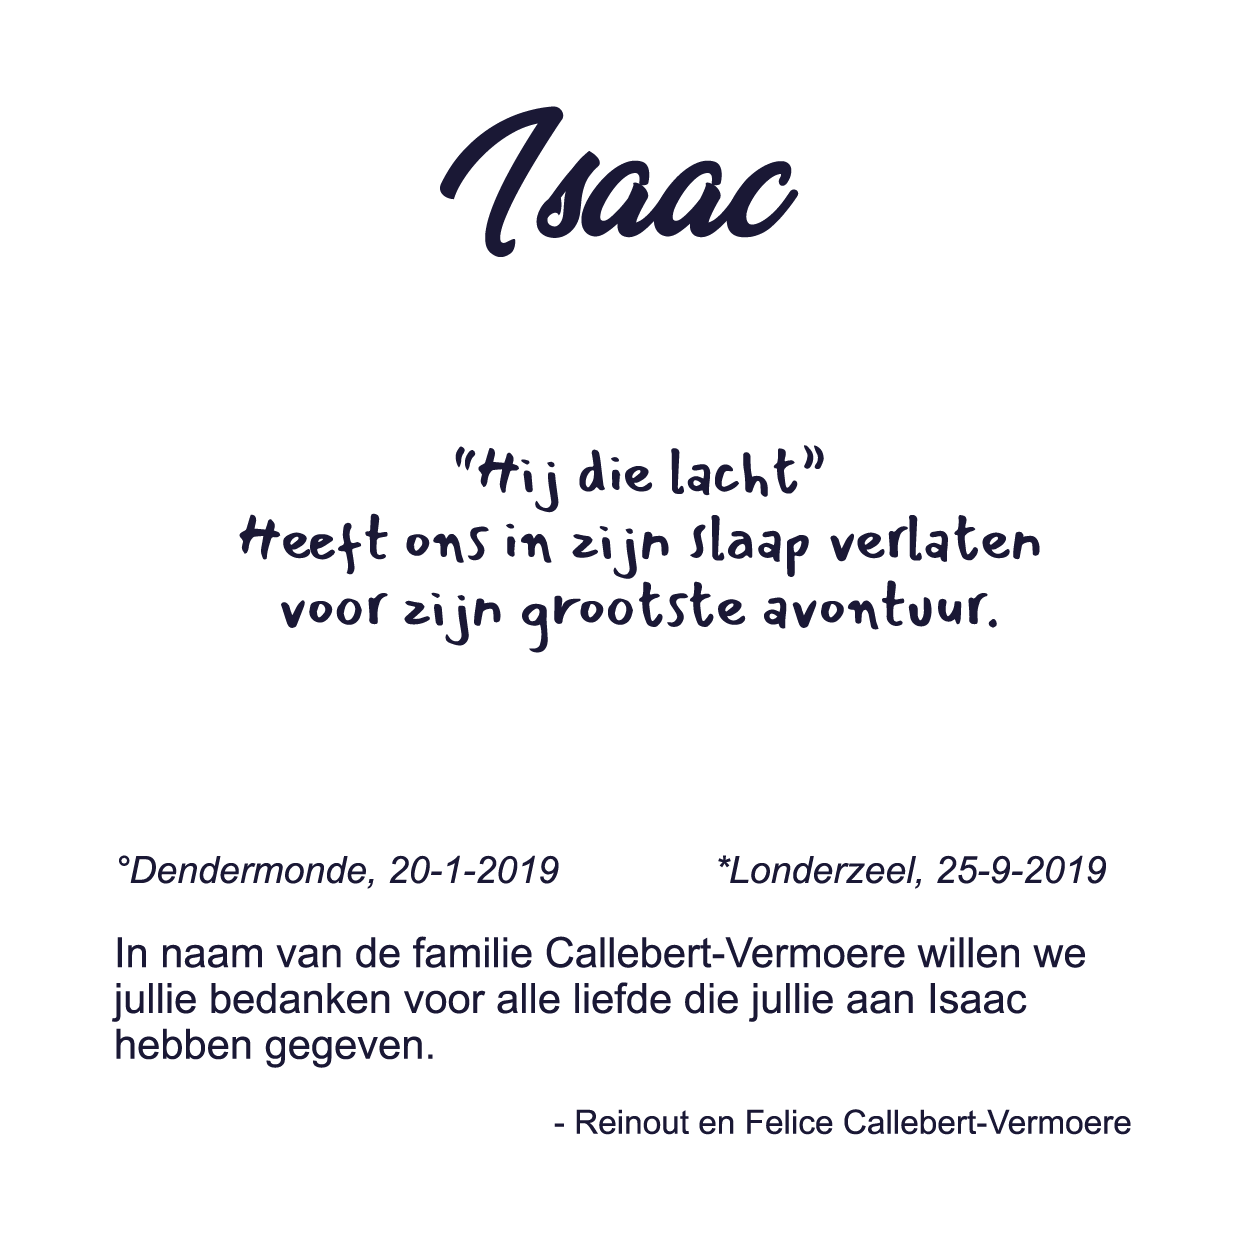 Isaac
“Hij die lacht”
Heeft ons in zijn slaap verlaten
voor zijn grootste avontuur.
°Dendermonde, 20-1-2019 *Londerzeel, 25-9-2019
In naam van de familie Callebert-Vermoere willen we
jullie bedanken voor alle liefde die jullie aan Isaac
hebben gegeven.
- Reinout en Felice Callebert-Vermoere